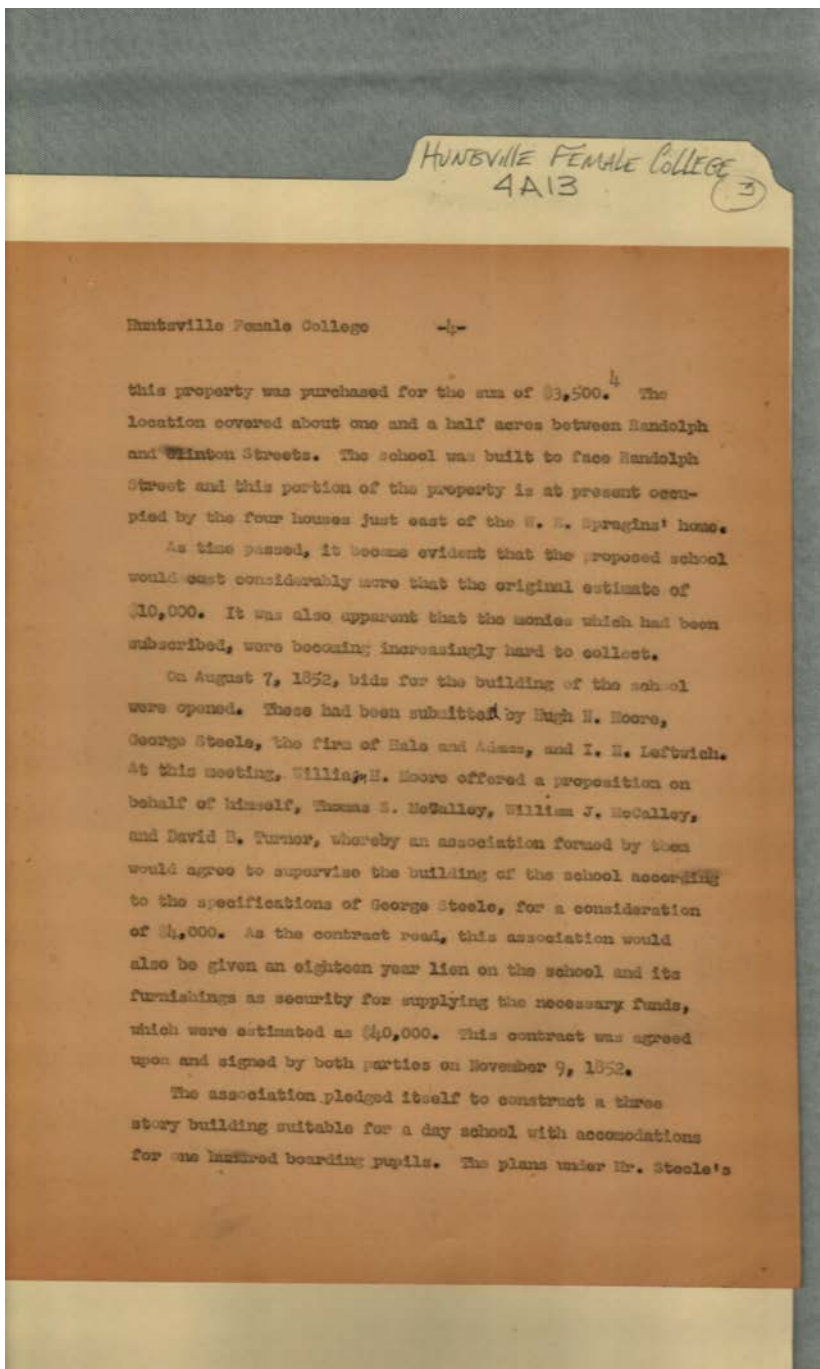 HUNSVIllE FEMALE COLLEGE
4A13
3
Huntsville Female College -4-
this property was purchased for the sum of $3,500.4 The
location covered about one and a half acres between Randolph
and Clinton Streets. The school was built to face Randolph
Street and this portion of the property is at present occu-
pied by the four houses just east of the W. E. Spragins' home.
As time passed, it became evident that the proposed school
would cost considerably more that the original estimate of
$10,000. It was also apparent that the monies which had been
subscribed, were becoming increasingly hard to collect.
On August 7, 1852, bids for the building of the school
were opened. These had been submitted by Hugh N. Moore,
George Steele, the firm of Hale and Adams, and I. H. Leftwich.
At this meeting, William H. Moore offered a proposition on
behalf of himself, Thomas S. McCalley, William J. McCalley,
and David B. Turner, whereby an association formed by them
would agree to supervise the building of the school according
to the specifications of George Steele, for a consideration
of $4,000. As the contract read, this association would
also be given an eighteen year lien on the school and its
furnishings as security for supplying the necessary funds,
which were estimated as $40,000. This contract was agreed
upon and signed by both parties on November 9, 1852.
The association pledged itself to construct a three
story building suitable for a day school with accomodations
for one hundred boarding pupils. The plans under Mr. Steele's